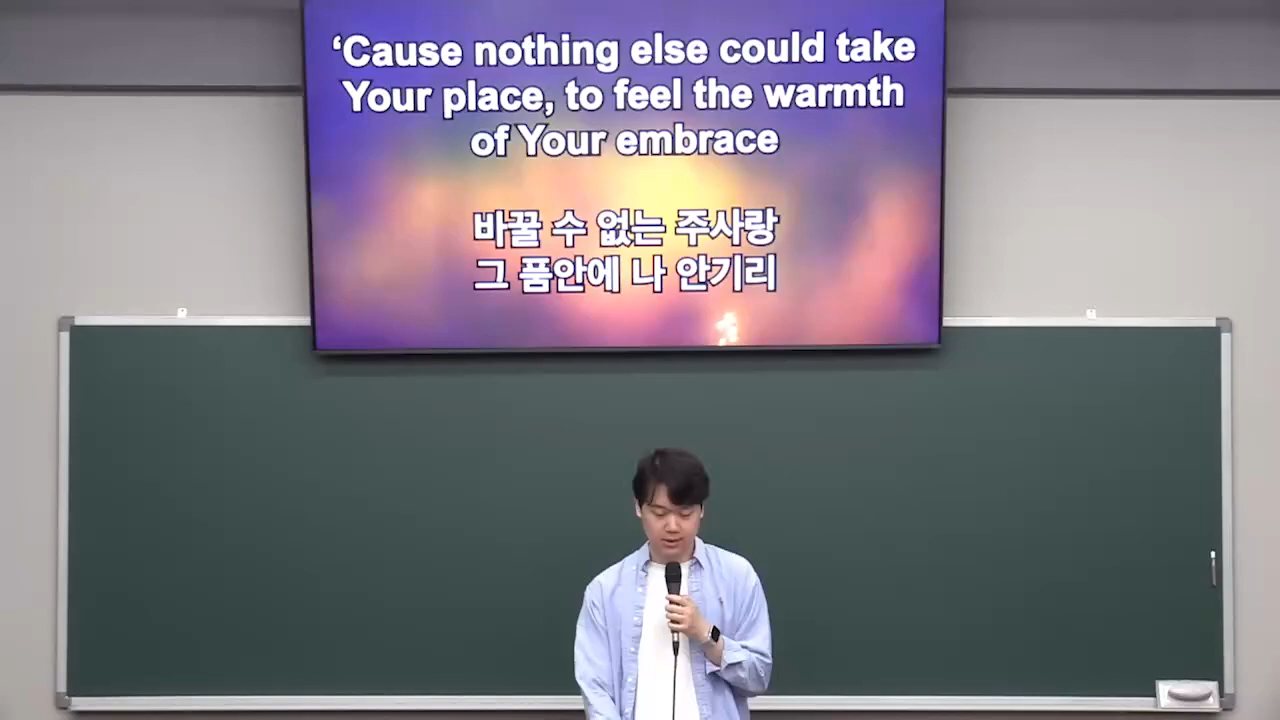 ‘Cause nothing else could take
Your place, to feel the warmth
of Your embrace
바꿀 수 없는 주사랑
그 품안에 나 안기리